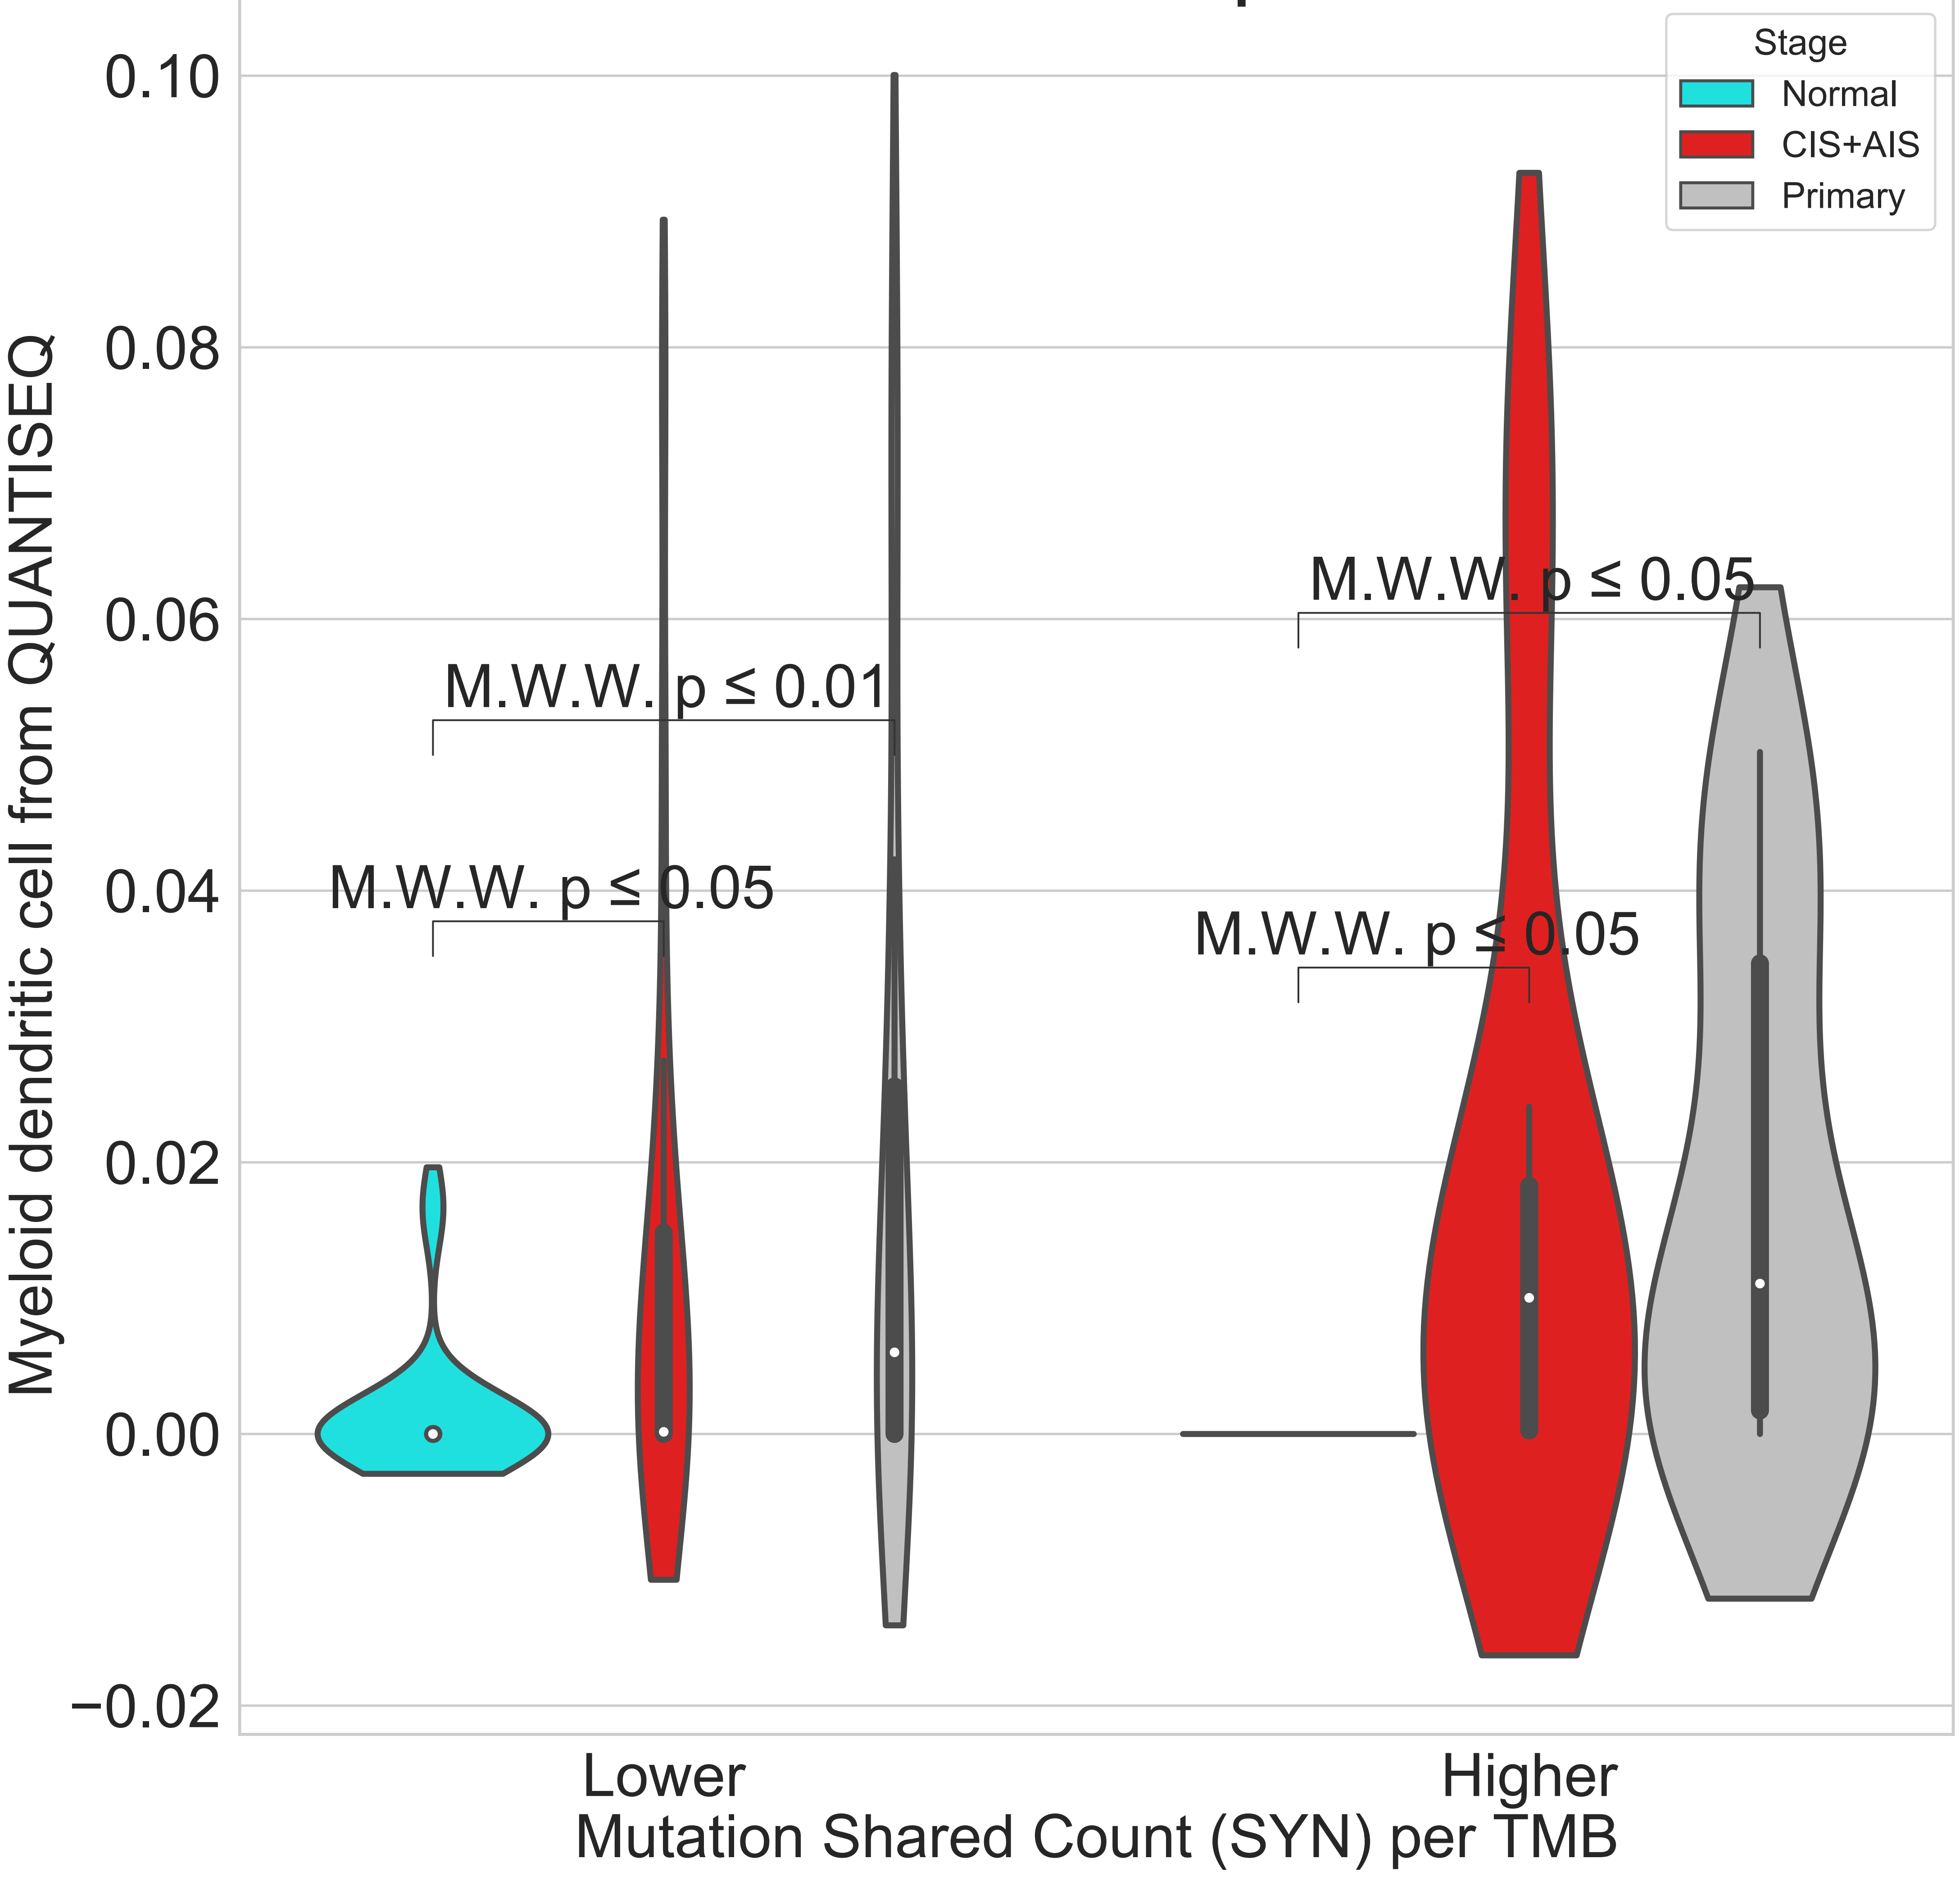 Stage
Normal
CIS+AIS
Primary
0.10
0.08
0.06
0.04
0.02
0.00
−0.02
Myeloid dendritic cell from QUANTISEQ
M.W.W. p ≤ 0.05
M.W.W. p ≤ 0.01
M.W.W. p ≤ 0.05
M.W.W. p ≤ 0.05
Lower
Higher
Mutation Shared Count (SYN) per TMB